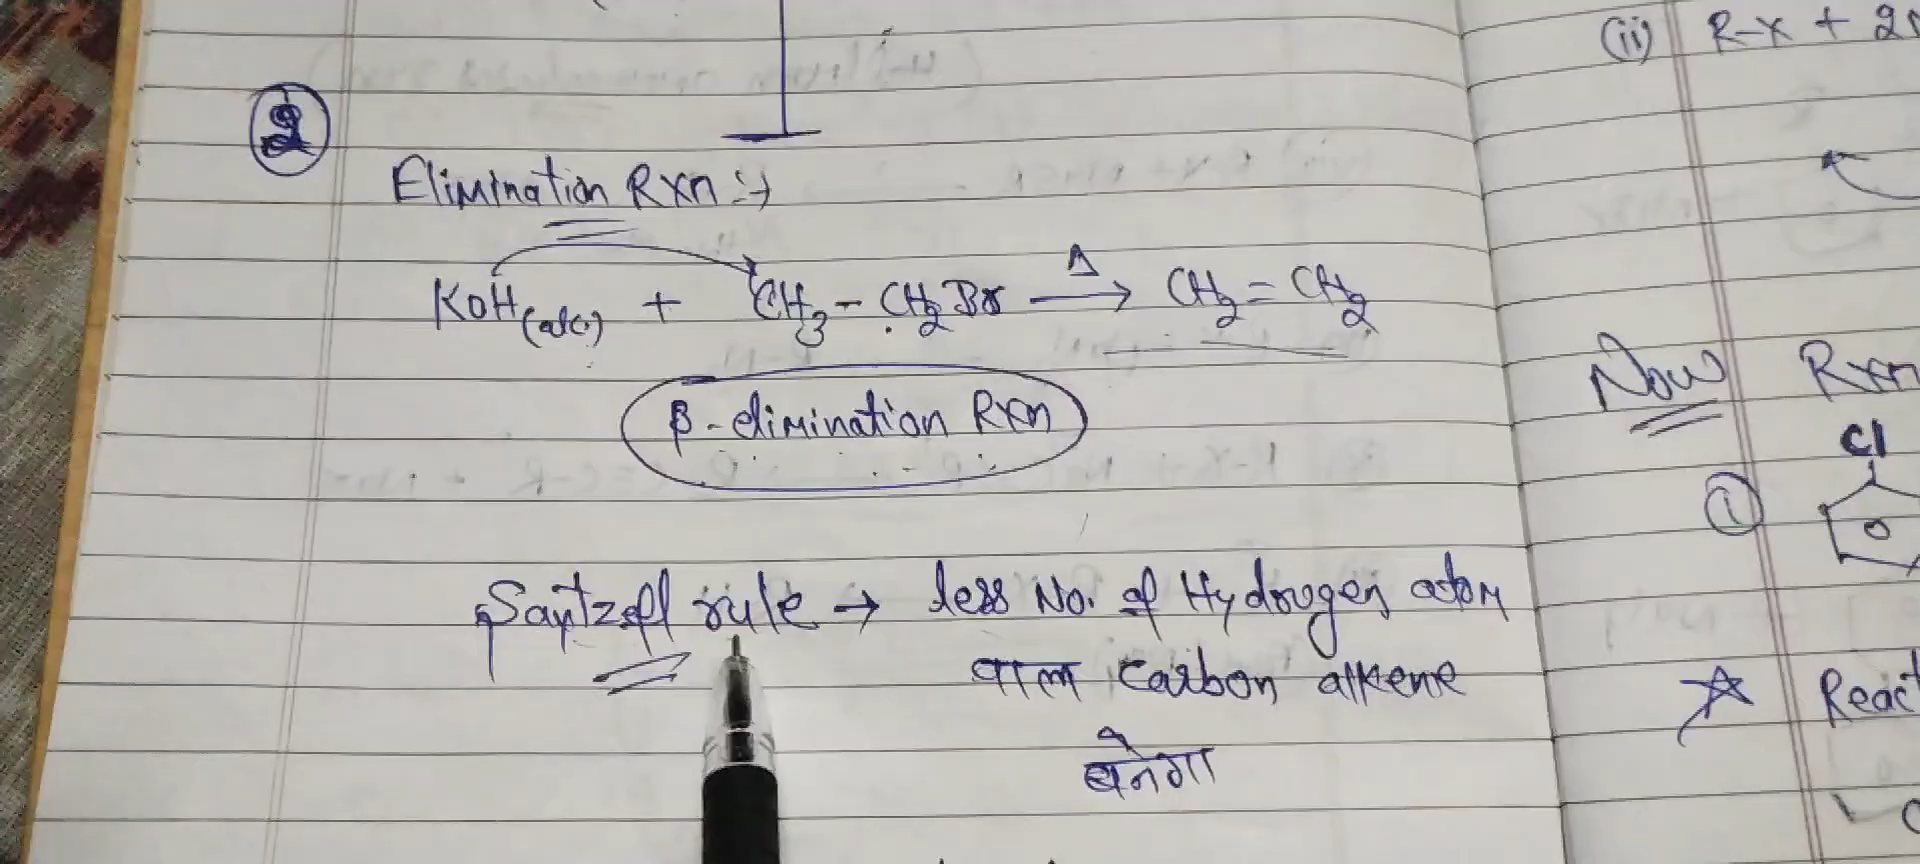 2
Elimination Rxn :→
KOH(alc) + CH3 - CH2Br —Δ→ CH2 = CH2
β-elimination Rxn
Saytzeff rule → less No. of Hydrogen atom
वाला carbon alkene
बनेगा
(ii) R-X + 2
Now Rxn
Cl
①
☆ React